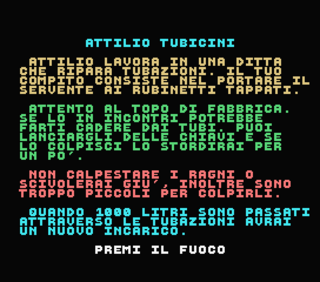 ATTILIO TUBICINI
ATTILIO LAVORA IN UNA DITTA
CHE RIPARA TUBAZIONI. IL TUO
COMPITO CONSISTE NEL PORTARE IL
SERVENTE AI RUBINETTI TAPPATI.
ATTENTO AL TOPO DI FABBRICA.
SE LO IN INCONTRI POTREBBE
FARTI CADERE DAI TUBI. PUOI
LANCIARGLI DELLE CHIAVI E SE
LO COLPISCI LO STORDIRAI PER
UN PO'.
NON CALPESTARE I RAGNI O
SCIVOLERAI GIU', INOLTRE SONO
TROPPO PICCOLI PER COLPIRLI.
QUANDO 1000 LITRI SONO PASSATI
ATTRAVERSO LE TUBAZIONI AVRAI
UN NUOVO INCARICO.
PREMI IL FUOCO